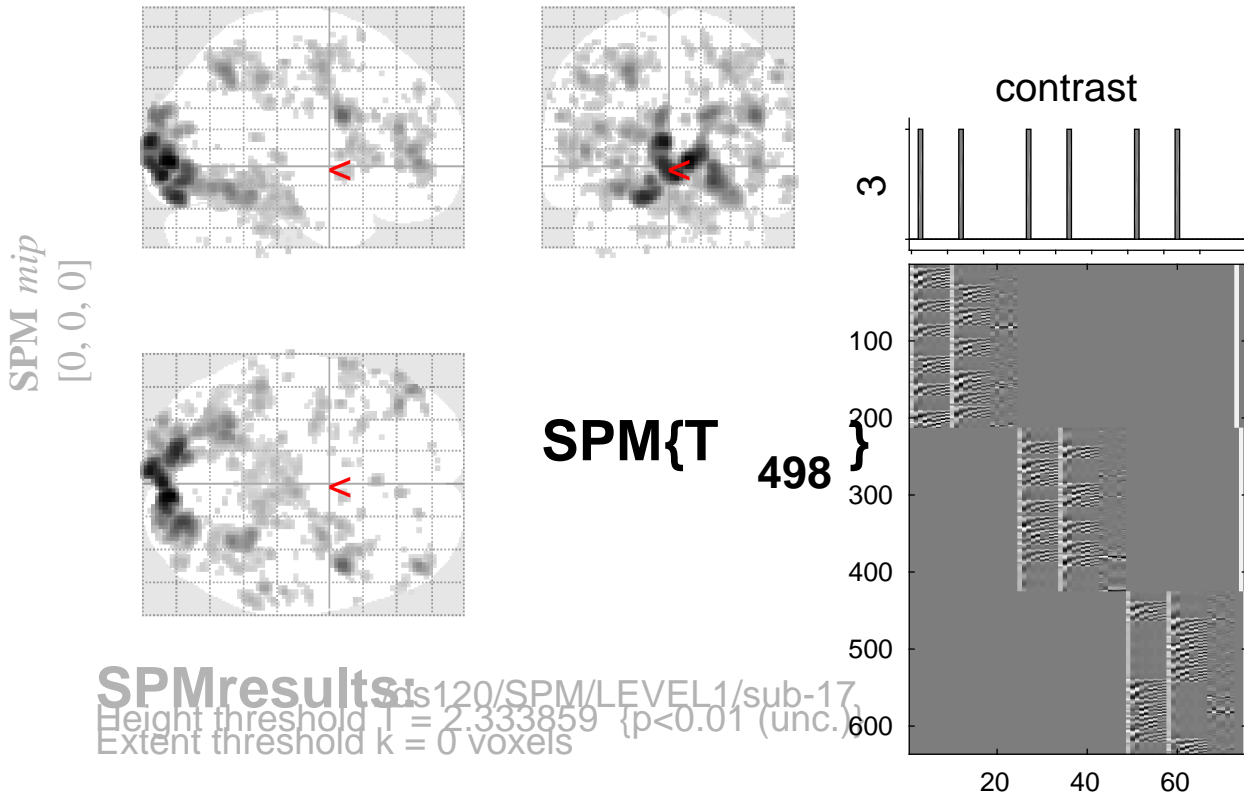 SPM mip
[0, 0, 0]
<
<
<
SPM{T 498}
contrast
3
100
200
300
400
500
600
20 40 60
SPMresults: ./ds120/SPM/LEVEL1/sub-17
Height threshold T = 2.333859 {p<0.01 (unc.)}
Extent threshold k = 0 voxels